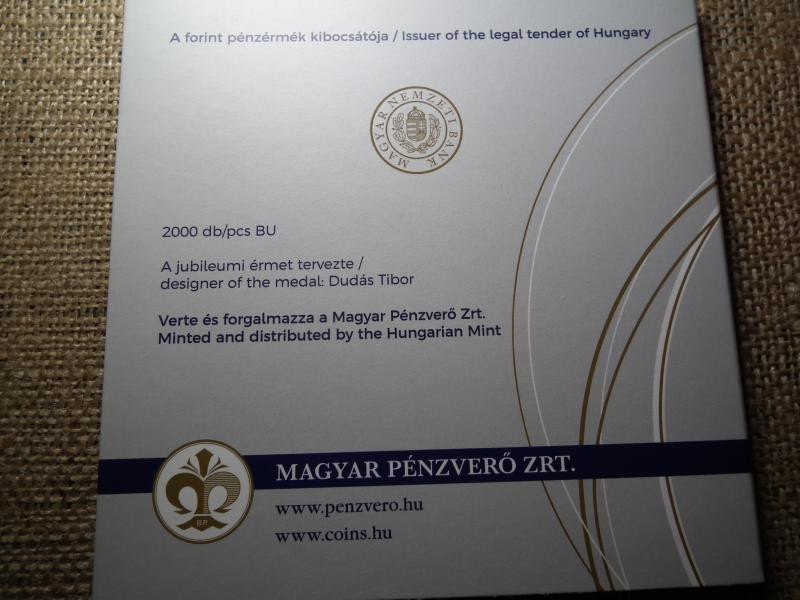 A forint pénzérmék kibocsátója / Issuer of the legal tender of Hungary
MAGYAR NEMZETI BANK
2000 db/pcs BU
A jubileumi érmet tervezte /
designer of the medal: Dudás Tibor
Verte és forgalmazza a Magyar Pénzverő Zrt.
Minted and distributed by the Hungarian Mint
BP.
MAGYAR PÉNZVERŐ ZRT.
www.penzvero.hu
www.coins.hu